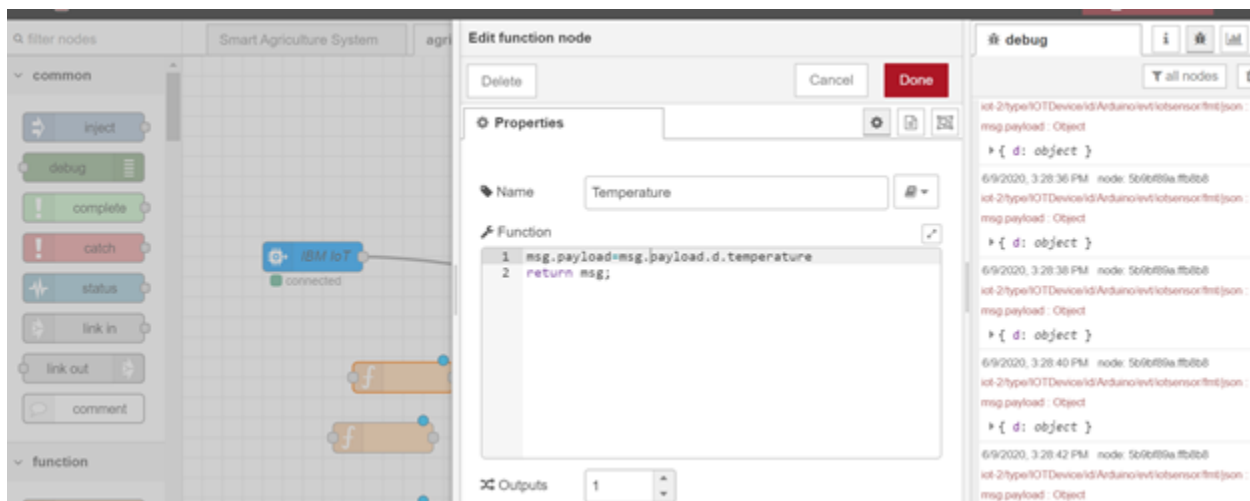 filter nodes
common
inject
debug
complete
catch
status
link in
link out
comment
function
Smart Agriculture System
agri
IBM IoT
connected
Edit function node
Delete
Cancel
Done
Properties
Name
Temperature
Function
1 msg.payload=msg.payload.d.temperature
2 return msg;
Outputs
1
debug
i
all nodes
iot-2/type/IOTDevice/id/Arduino/evt/iotsensor/fmt/json :
msg.payload : Object
{ d: object }
6/9/2020, 3:28:36 PM node: 5b9bf89a.ffb8b8
iot-2/type/IOTDevice/id/Arduino/evt/iotsensor/fmt/json :
msg.payload : Object
{ d: object }
6/9/2020, 3:28:38 PM node: 5b9bf89a.ffb8b8
iot-2/type/IOTDevice/id/Arduino/evt/iotsensor/fmt/json :
msg.payload : Object
{ d: object }
6/9/2020, 3:28:40 PM node: 5b9bf89a.ffb8b8
iot-2/type/IOTDevice/id/Arduino/evt/iotsensor/fmt/json :
msg.payload : Object
{ d: object }
6/9/2020, 3:28:42 PM node: 5b9bf89a.ffb8b8
iot-2/type/IOTDevice/id/Arduino/evt/iotsensor/fmt/json :
msg.payload : Object